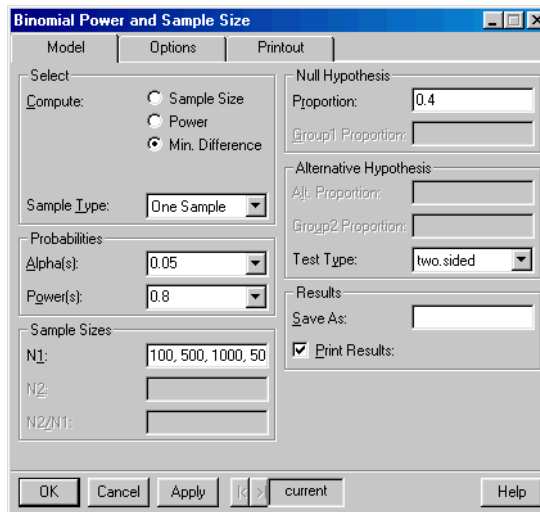 Binomial Power and Sample Size
Model
Options
Printout
Select
Compute:
Sample Size
Power
Min. Difference
Sample Type:
One Sample
Probabilities
Alpha(s):
0.05
Power(s):
0.8
Sample Sizes
N1:
100, 500, 1000, 50
N2:
N2/N1:
Null Hypothesis
Proportion:
0.4
Group1 Proportion:
Alternative Hypothesis
Alt. Proportion:
Group2 Proportion:
Test Type:
two.sided
Results
Save As:
Print Results:
OK
Cancel
Apply
current
Help